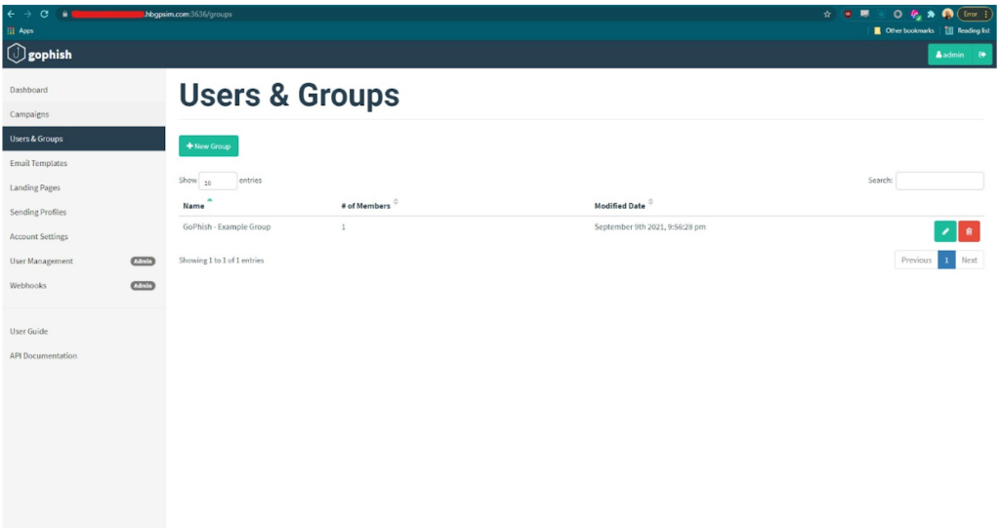 .hbgpsim.com:3636/groups
Error
Apps
Other bookmarks
Reading list
gophish
admin
Dashboard
Campaigns
Users & Groups
Email Templates
Landing Pages
Sending Profiles
Account Settings
User Management Admin
Webhooks Admin
User Guide
API Documentation
Users & Groups
+ New Group
Show 10 entries
Search:
Name # of Members Modified Date
GoPhish - Example Group 1 September 9th 2021, 9:56:28 pm
Showing 1 to 1 of 1 entries
Previous 1 Next